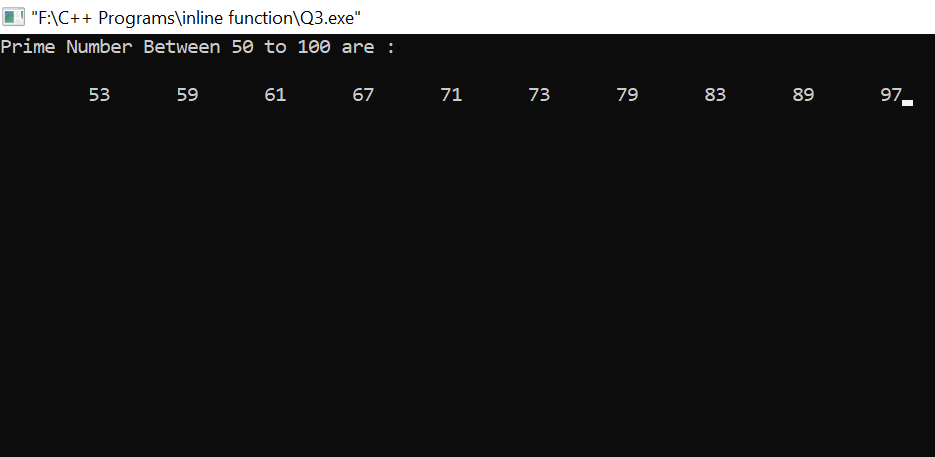 "F:\C++ Programs\inline function\Q3.exe"
Prime Number Between 50 to 100 are :
53 59 61 67 71 73 79 83 89 97